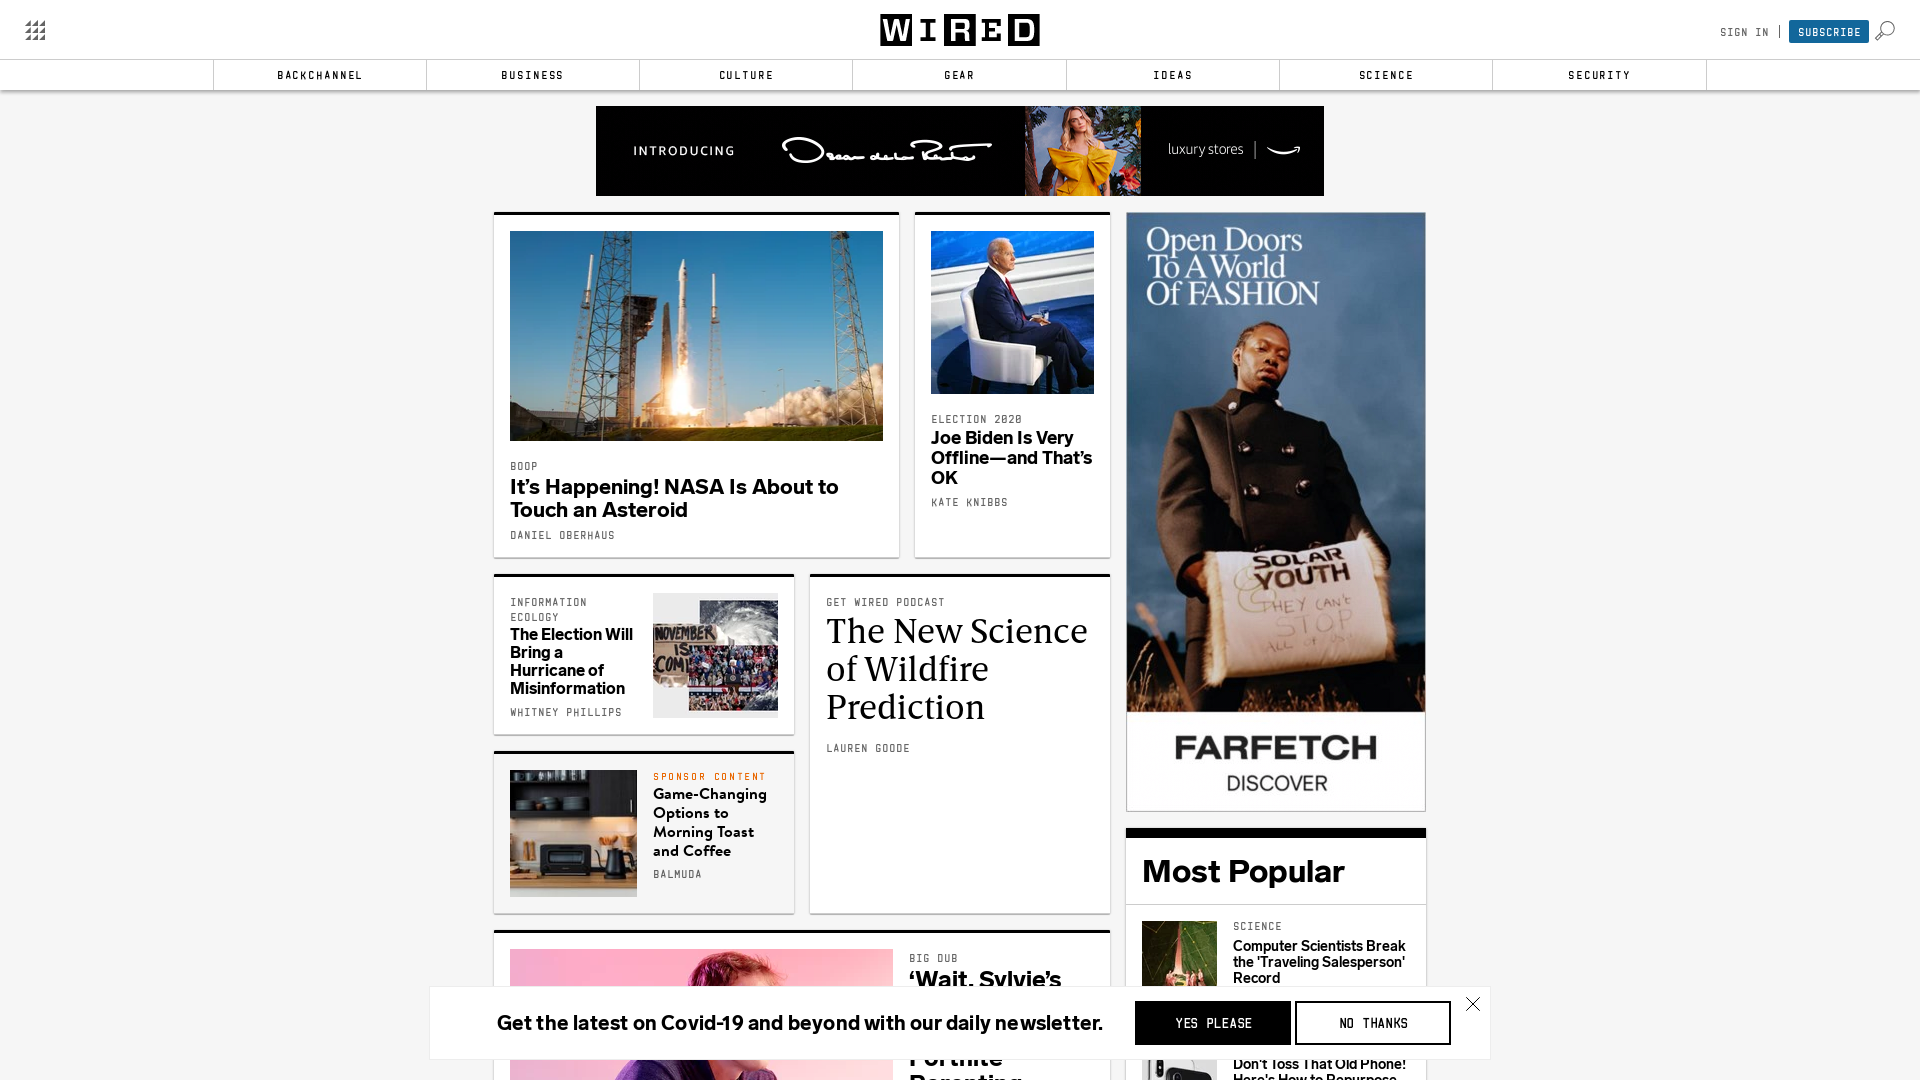 WIRED
SIGN IN
SUBSCRIBE
BACKCHANNEL
BUSINESS
CULTURE
GEAR
IDEAS
SCIENCE
SECURITY
INTRODUCING
Oscar de la Renta
luxury stores
BOOP
It's Happening! NASA Is About to
Touch an Asteroid
DANIEL OBERHAUS
ELECTION 2020
Joe Biden Is Very
Offline—and That's
OK
KATE KNIBBS
Open Doors
To A World
Of FASHION
SOLAR
YOUTH
THEY CAN'T
STOP
ALL OF US!
FARFETCH
DISCOVER
INFORMATION
ECOLOGY
The Election Will
Bring a
Hurricane of
Misinformation
WHITNEY PHILLIPS
NOVEMBER
IS
COMI
GET WIRED PODCAST
The New Science
of Wildfire
Prediction
LAUREN GOODE
SPONSOR CONTENT
Game-Changing
Options to
Morning Toast
and Coffee
BALMUDA
Most Popular
SCIENCE
Computer Scientists Break
the 'Traveling Salesperson'
Record
BIG DUB
‘Wait, Sylvie’s
Get the latest on Covid-19 and beyond with our daily newsletter.
YES PLEASE
NO THANKS
Fortnite
Parenting
Don't Toss That Old Phone!
Here's How to Repurpose